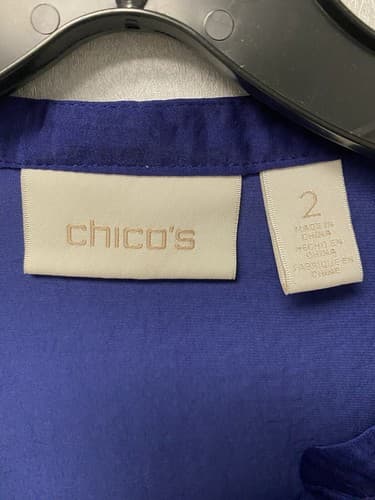 chico's
2
MADE IN
CHINA
HECHO EN
CHINA
FABRIQUÉ EN
CHINE